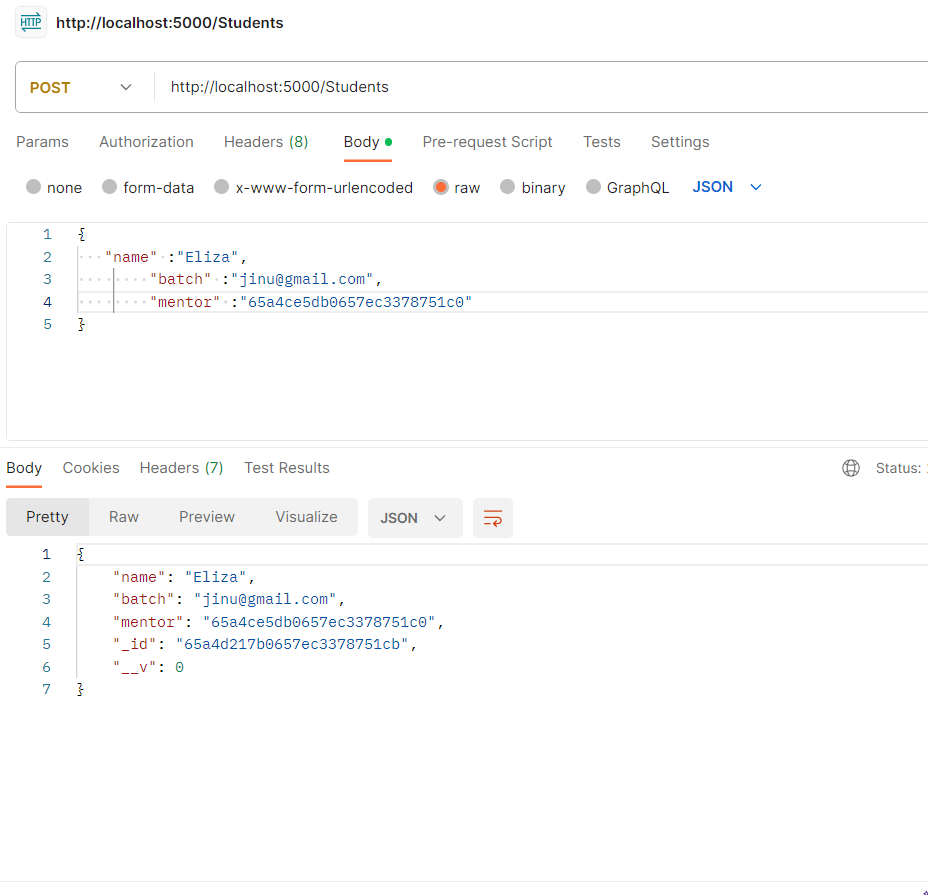 HTTP http://localhost:5000/Students
POST http://localhost:5000/Students
Params Authorization Headers (8) Body Pre-request Script Tests Settings
none form-data x-www-form-urlencoded raw binary GraphQL JSON
1 {
2 "name" :"Eliza",
3 "batch" :"jinu@gmail.com",
4 "mentor" :"65a4ce5db0657ec3378751c0"
5 }
Body Cookies Headers (7) Test Results Status:
Pretty Raw Preview Visualize JSON
1 {
2 "name": "Eliza",
3 "batch": "jinu@gmail.com",
4 "mentor": "65a4ce5db0657ec3378751c0",
5 "_id": "65a4d217b0657ec3378751cb",
6 "__v": 0
7 }